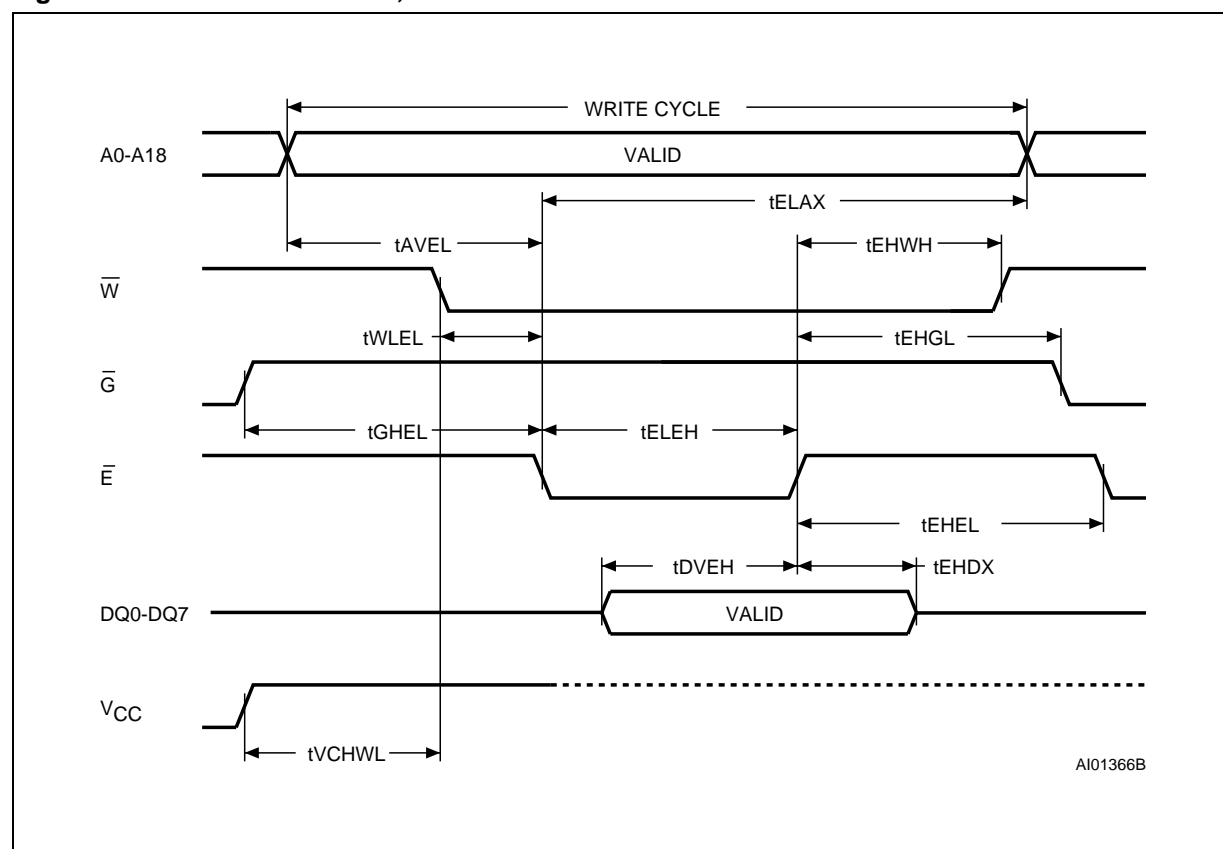 WRITE CYCLE
A0-A18
VALID
tELAX
tAVEL
tEHWH
W̅
tWLEL
tEHGL
G̅
tGHEL
tELEH
E̅
tEHEL
tDVEH
tEHDX
DQ0-DQ7
VALID
VCC
tVCHWL
AI01366B